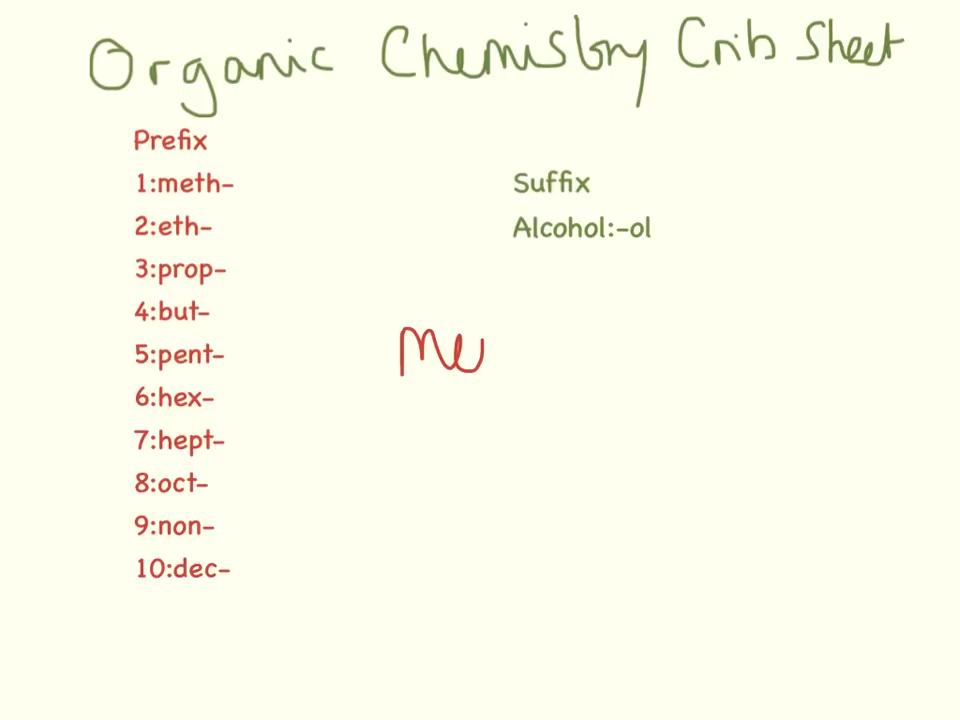 Organic Chemistry Crib Sheet
Prefix
1:meth-
2:eth-
3:prop-
4:but-
5:pent-
6:hex-
7:hept-
8:oct-
9:non-
10:dec-
Suffix
Alcohol:-ol
me